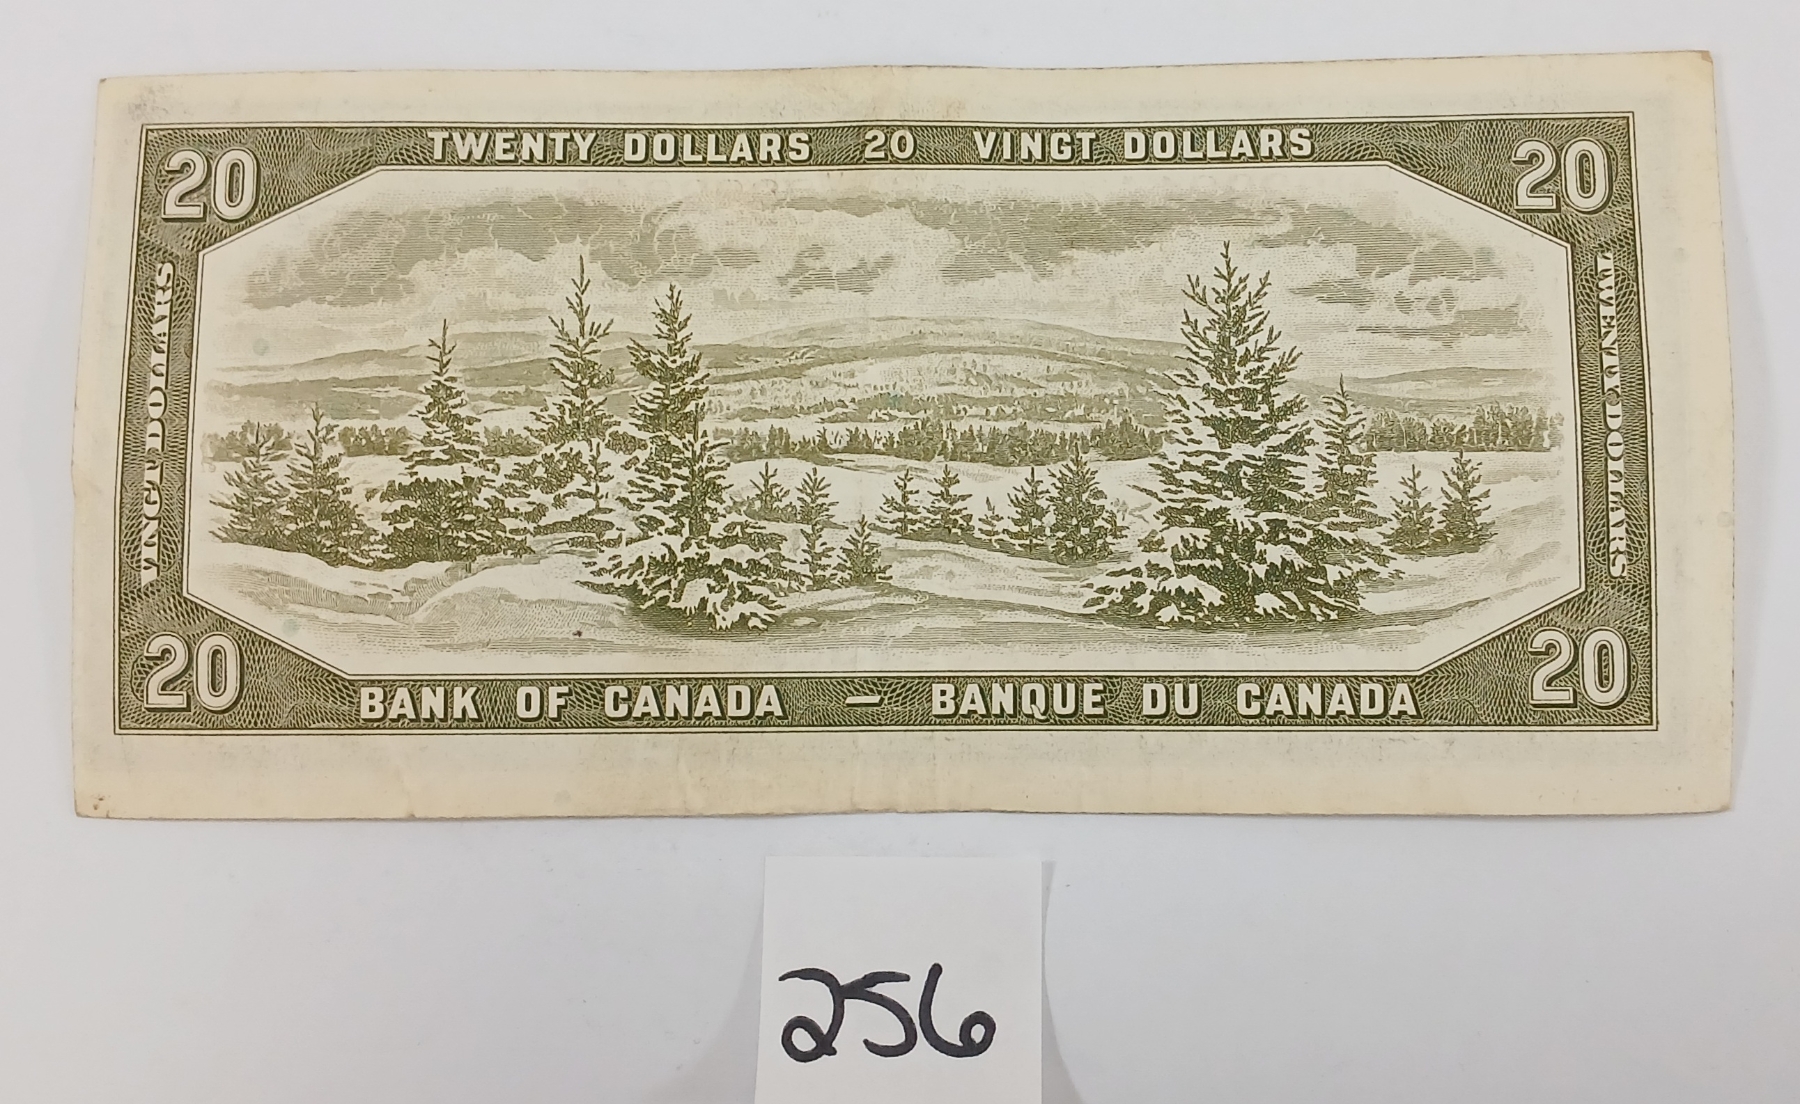 TWENTY DOLLARS 20 VINGT DOLLARS
20
20
VINGT DOLLARS
TWENTY DOLLARS
20
20
BANK OF CANADA — BANQUE DU CANADA
256